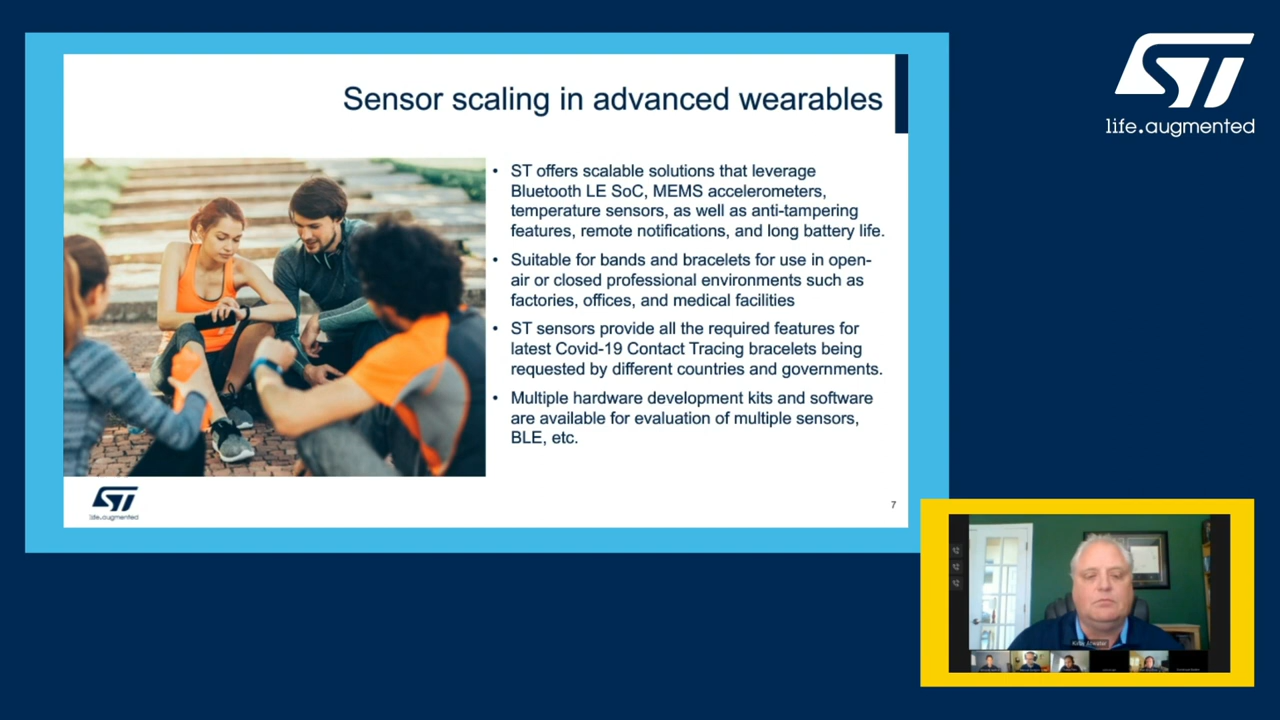 Sensor scaling in advanced wearables
• ST offers scalable solutions that leverage
Bluetooth LE SoC, MEMS accelerometers,
temperature sensors, as well as anti-tampering
features, remote notifications, and long battery life.
• Suitable for bands and bracelets for use in open-
air or closed professional environments such as
factories, offices, and medical facilities
• ST sensors provide all the required features for
latest Covid-19 Contact Tracing bracelets being
requested by different countries and governments.
• Multiple hardware development kits and software
are available for evaluation of multiple sensors,
BLE, etc.
ST
life.augmented
7
ST
life.augmented